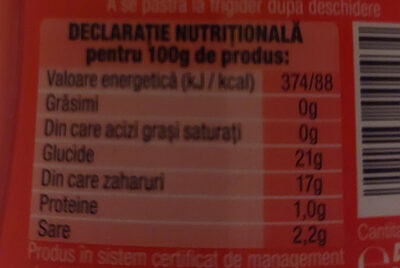 A se păstra la frigider după deschidere
DECLARAȚIE NUTRIȚIONALĂ
pentru 100g de produs:
Valoare energetică (kJ / kcal) 374/88
Grăsimi 0g
Din care acizi grași saturați 0g
Glucide 21g
Din care zaharuri 17g
Proteine 1,0g
Sare 2,2g
Produs în sistem certificat de management